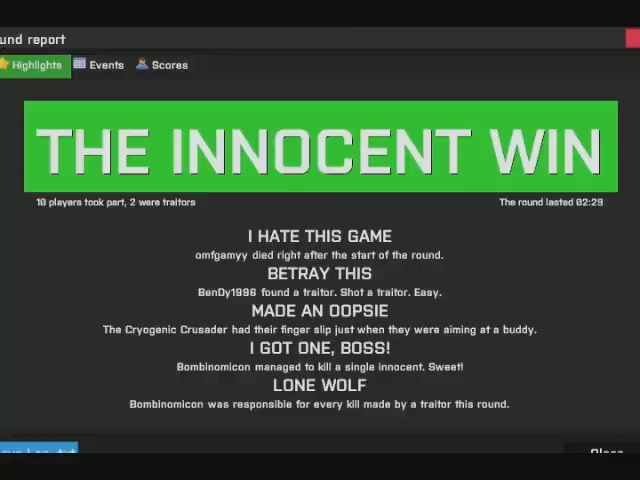 und report
Highlights Events Scores
THE INNOCENT WIN
10 players took part, 2 were traitors The round lasted 02:29
I HATE THIS GAME
omfgamyy died right after the start of the round.
BETRAY THIS
BenDy1996 found a traitor. Shot a traitor. Easy.
MADE AN OOPSIE
The Cryogenic Crusader had their finger slip just when they were aiming at a buddy.
I GOT ONE, BOSS!
Bombinomicon managed to kill a single innocent. Sweet!
LONE WOLF
Bombinomicon was responsible for every kill made by a traitor this round.
Close